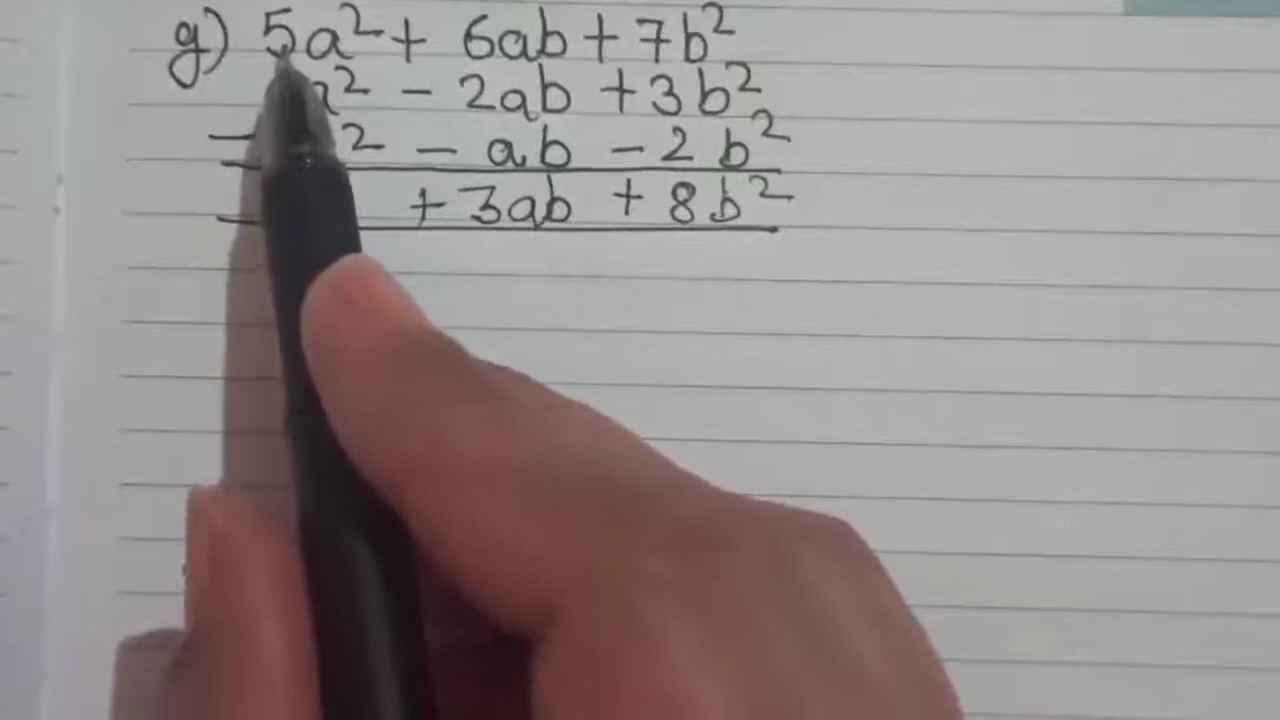 g) 5a² + 6ab + 7b²
a² - 2ab + 3b²
- ² - ab - 2b²
+ 3ab + 8b²